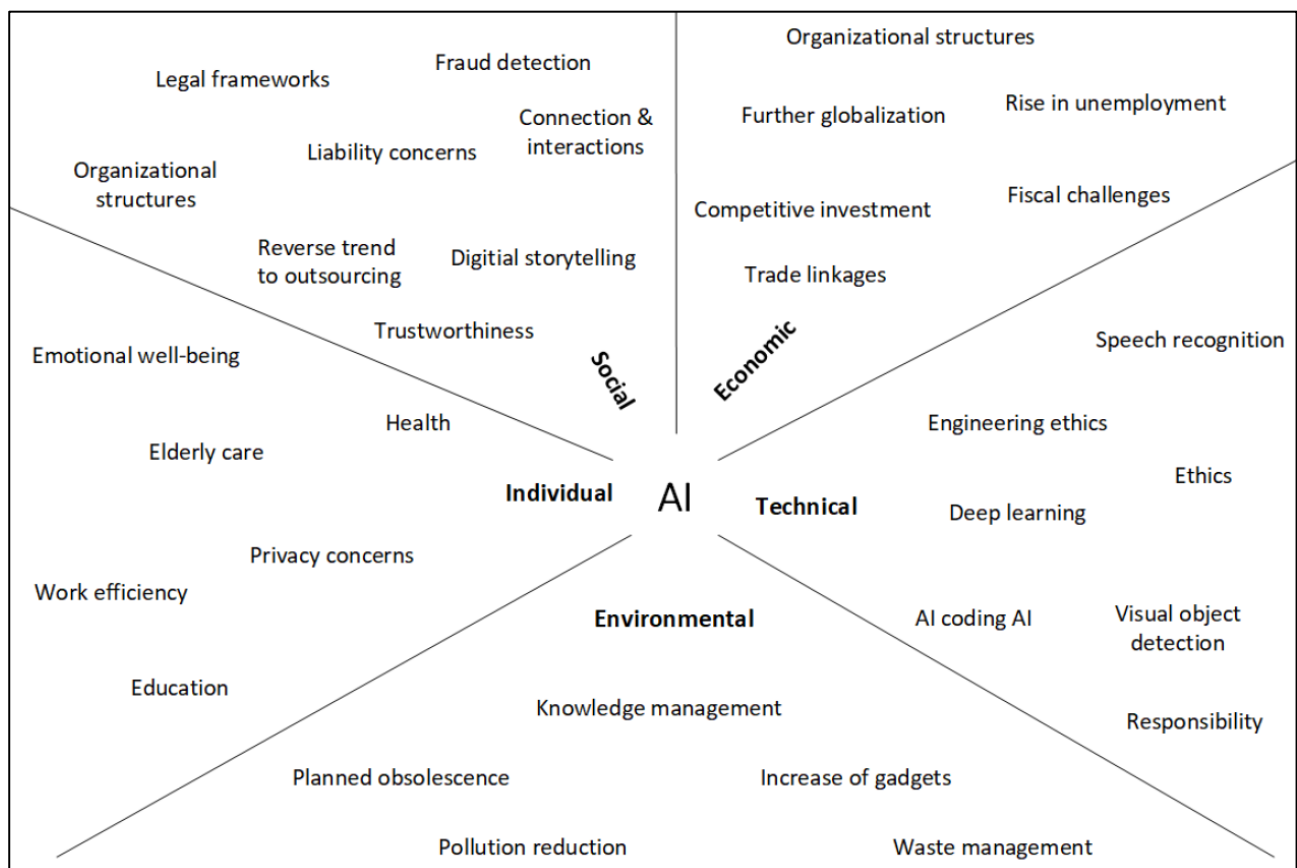 Legal frameworks
Fraud detection
Connection &
interactions
Liability concerns
Organizational
structures
Reverse trend
to outsourcing
Digitial storytelling
Trustworthiness
Social
Organizational structures
Further globalization
Rise in unemployment
Competitive investment
Fiscal challenges
Trade linkages
Economic
Emotional well-being
Health
Elderly care
Individual
Privacy concerns
Work efficiency
Education
AI
Technical
Speech recognition
Engineering ethics
Ethics
Deep learning
AI coding AI
Visual object
detection
Responsibility
Environmental
Knowledge management
Planned obsolescence
Increase of gadgets
Pollution reduction
Waste management